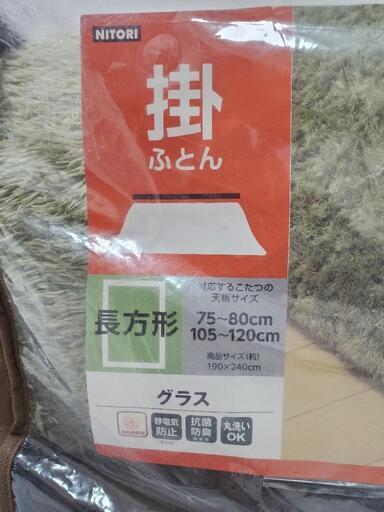 NITORI
掛
ふとん
対応するこたつの
天板サイズ
長方形
75~80cm
105~120cm
商品サイズ(約)
190×240cm
グラス
静電気
防止
抗菌
防臭
丸洗い
OK